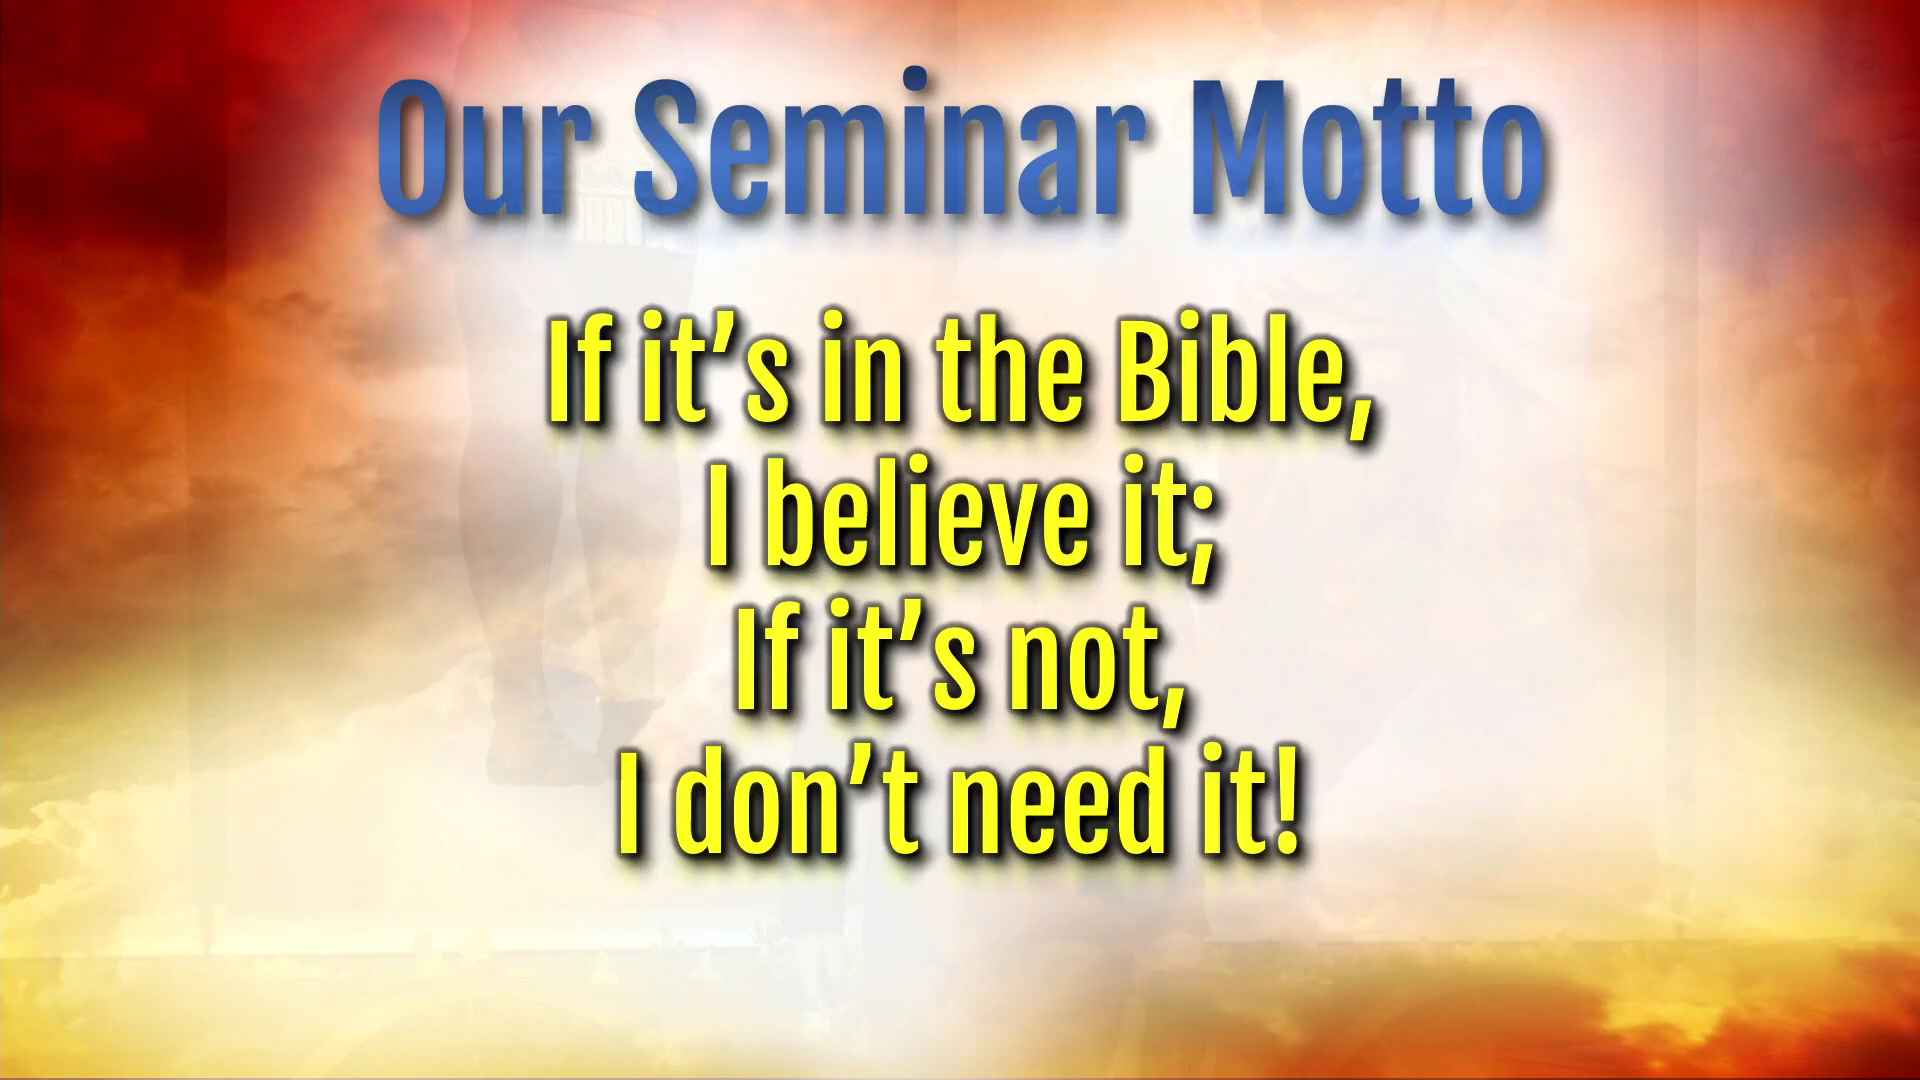 Our Seminar Motto
If it’s in the Bible,
I believe it;
If it’s not,
I don’t need it!